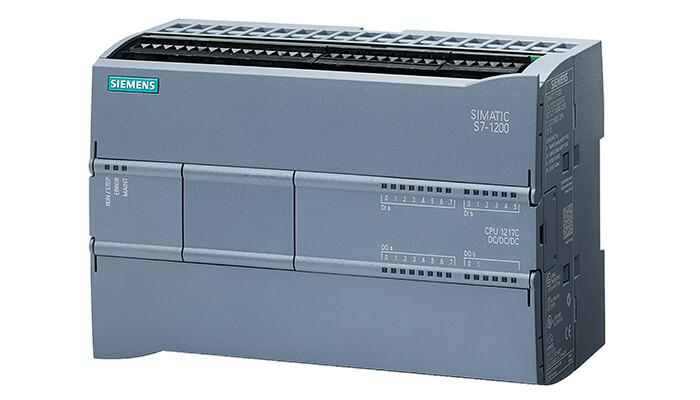 SIEMENS
SIMATIC
S7-1200
RUN / STOP
ERROR
MAINT
.0 .1 .2 .3 .4 .5 .6 .7
DI a
.0 .1 .2 .3 .4 .5
DI b
CPU 1217C
DC/DC/DC
DQ a
.0 .1 .2 .3 .4 .5 .6 .7
DQ b
.0 .1